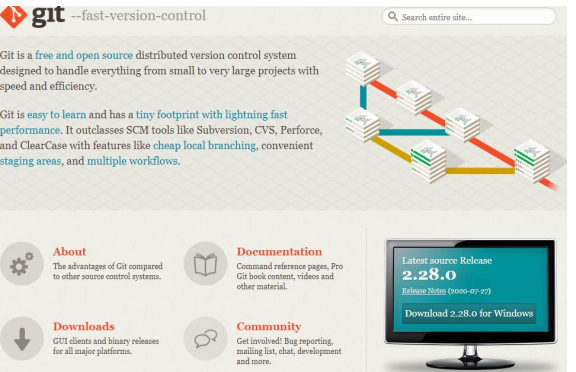 git --fast-version-control
Search entire site...
Git is a free and open source distributed version control system
designed to handle everything from small to very large projects with
speed and efficiency.
Git is easy to learn and has a tiny footprint with lightning fast
performance. It outclasses SCM tools like Subversion, CVS, Perforce,
and ClearCase with features like cheap local branching, convenient
staging areas, and multiple workflows.
About
The advantages of Git compared
to other source control systems.
Documentation
Command reference pages, Pro
Git book content, videos and
other material.
Downloads
GUI clients and binary releases
for all major platforms.
Community
Get involved! Bug reporting,
mailing list, chat, development
and more.
Latest source Release
2.28.0
Release Notes (2020-07-27)
Download 2.28.0 for Windows